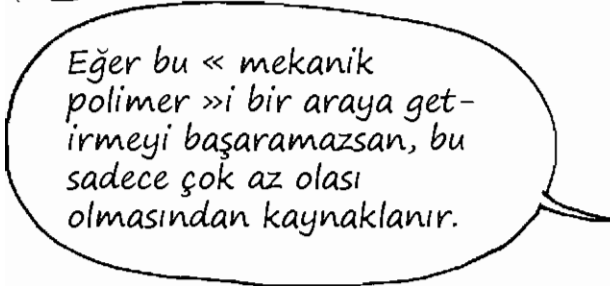 Eğer bu « mekanik
polimer »i bir araya get-
irmeyi başaramazsan, bu
sadece çok az olası
olmasından kaynaklanır.